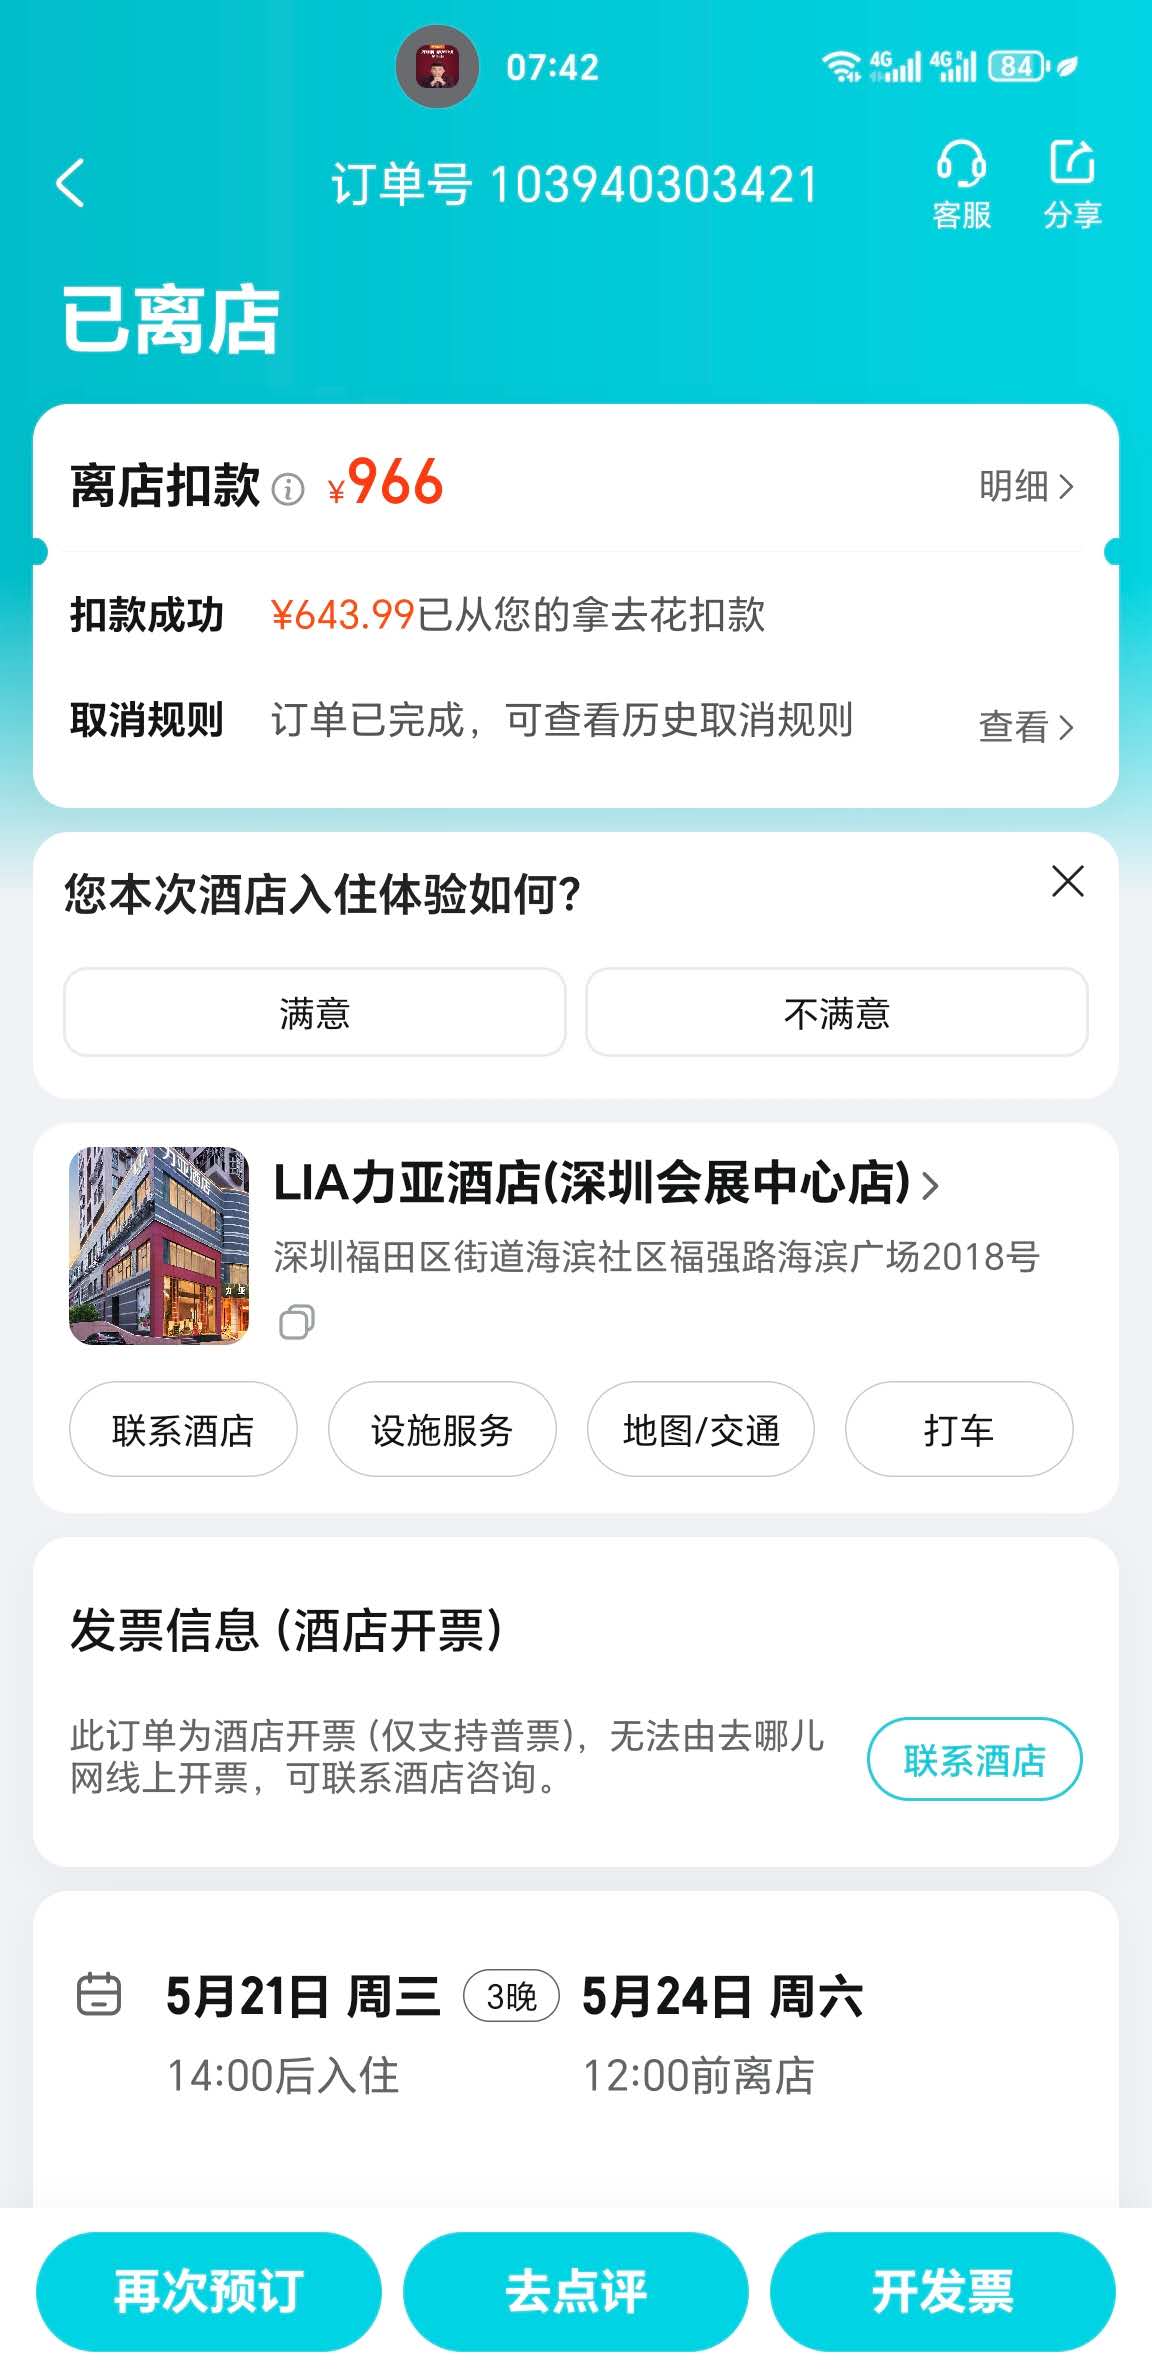 07:42
4G 4G R 84
订单号 103940303421
客服 分享
已离店
离店扣款 ¥966 明细
扣款成功 ¥643.99已从您的拿去花扣款
取消规则 订单已完成，可查看历史取消规则 查看
您本次酒店入住体验如何？
满意 不满意
力亚酒店
力亚
LIA力亚酒店(深圳会展中心店)
深圳福田区街道海滨社区福强路海滨广场2018号
联系酒店 设施服务 地图/交通 打车
发票信息 (酒店开票)
此订单为酒店开票 (仅支持普票)，无法由去哪儿
网线上开票，可联系酒店咨询。
联系酒店
5月21日 周三 3晚 5月24日 周六
14:00后入住 12:00前离店
再次预订 去点评 开发票